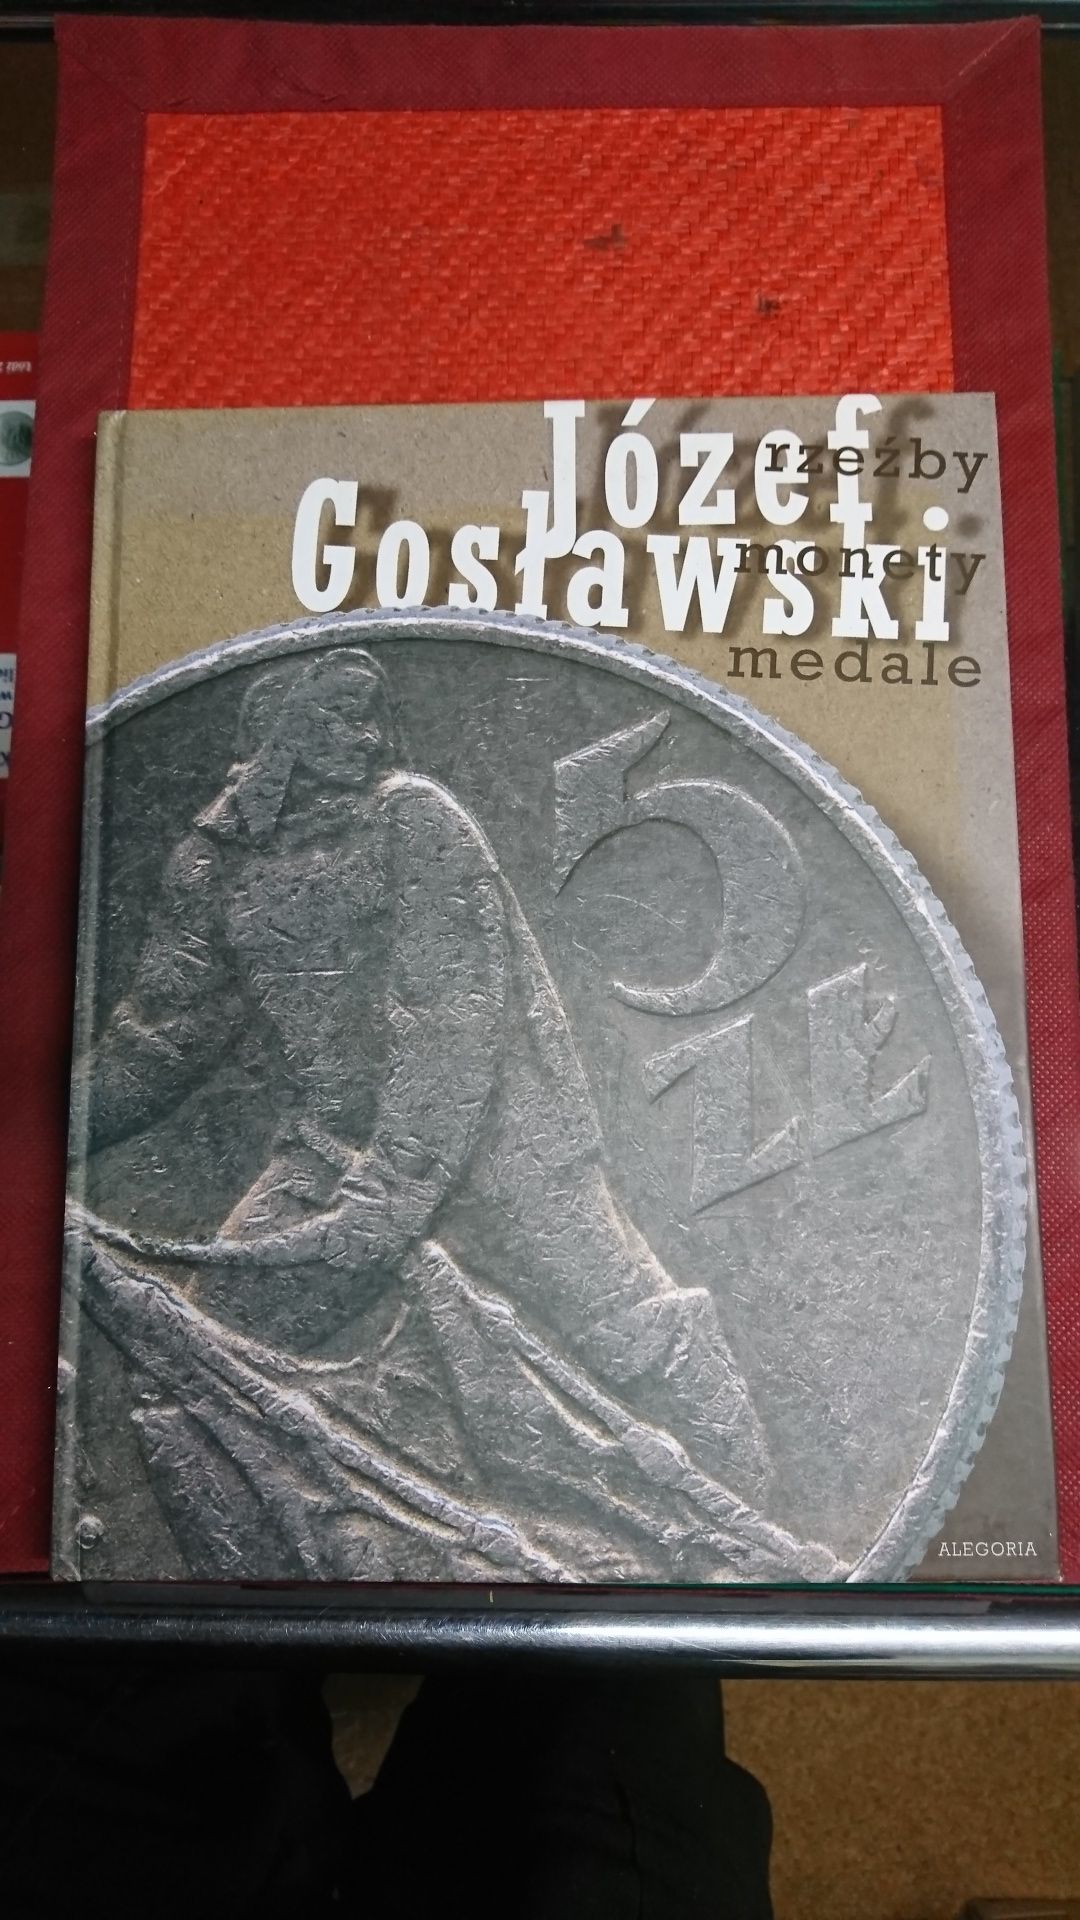 Józef
Gosławski
rzeźby
monety
medale
5
ZŁ
ALEGORIA